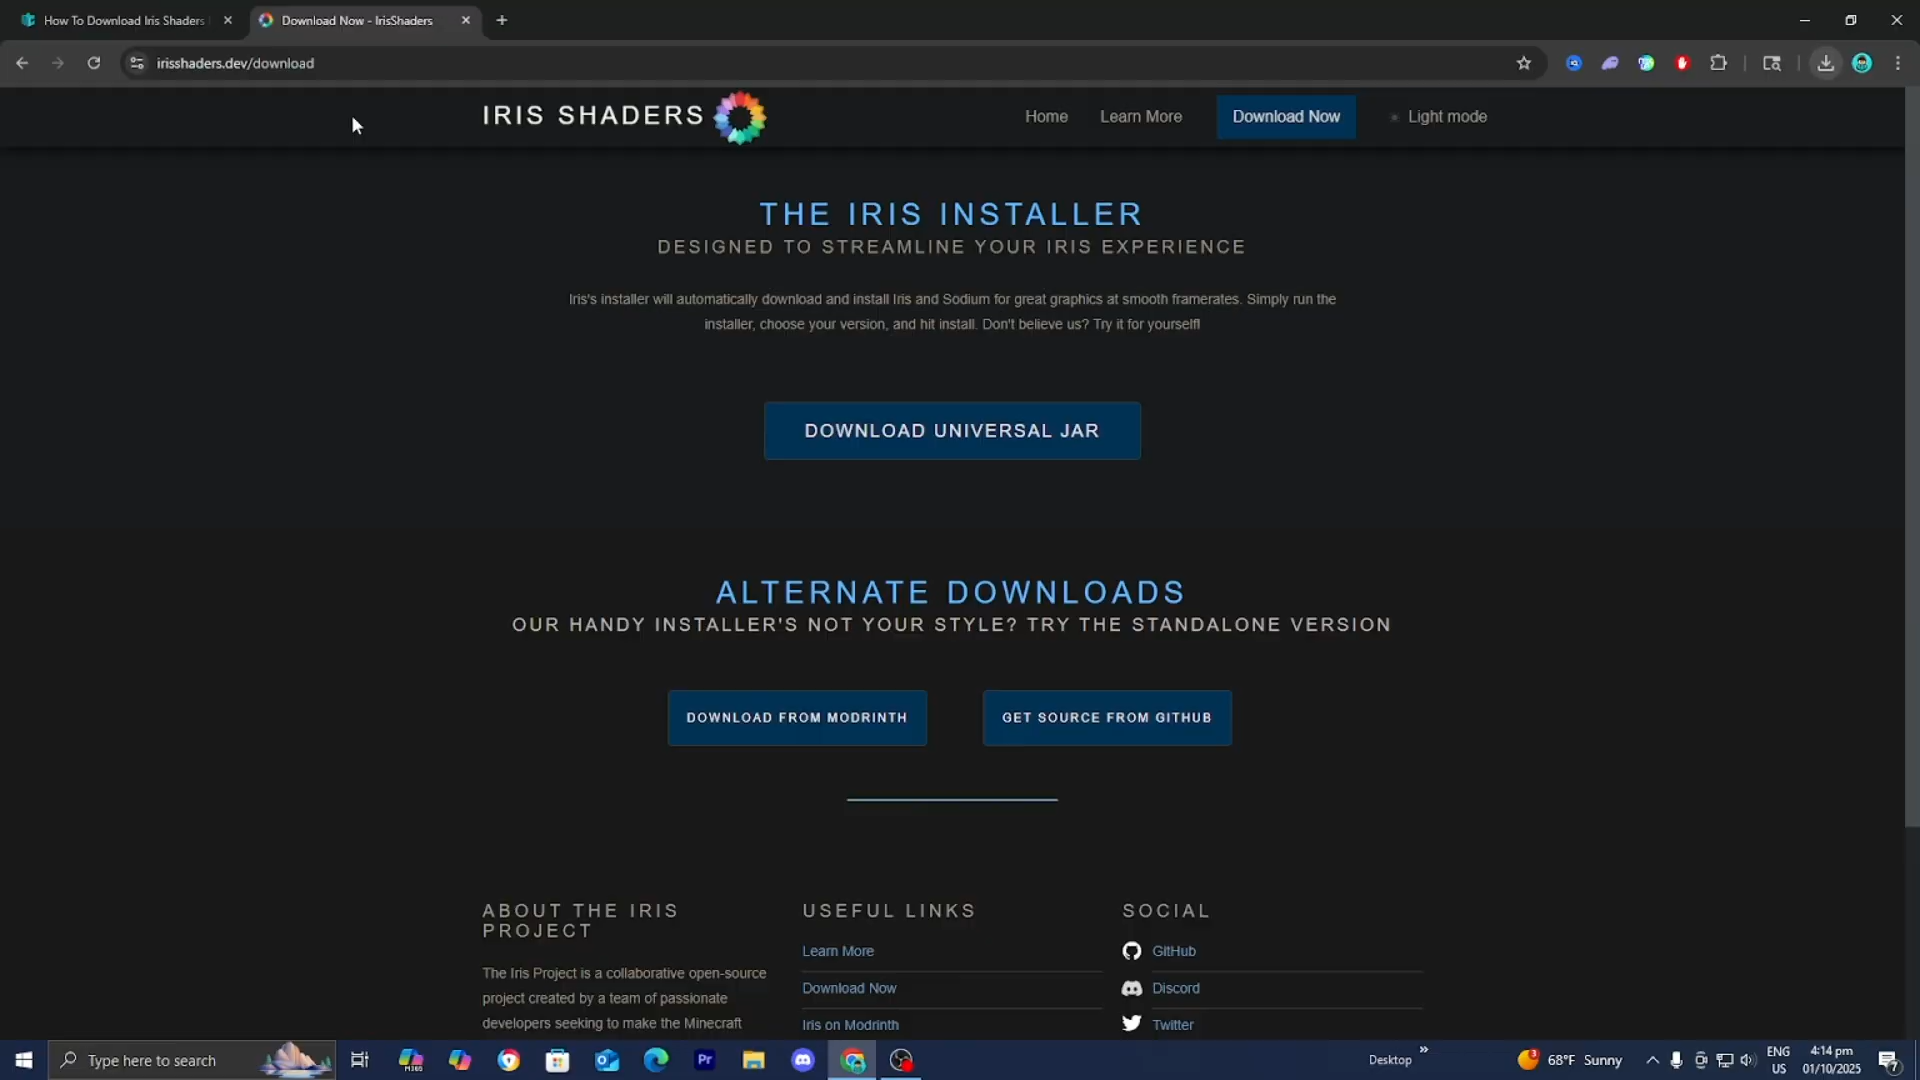 How To Download Iris Shaders
Download Now - IrisShaders
irisshaders.dev/download
IRIS SHADERS
Home
Learn More
Download Now
Light mode
THE IRIS INSTALLER
DESIGNED TO STREAMLINE YOUR IRIS EXPERIENCE
Iris's installer will automatically download and install Iris and Sodium for great graphics at smooth framerates. Simply run the
installer, choose your version, and hit install. Don't believe us? Try it for yourself!
DOWNLOAD UNIVERSAL JAR
ALTERNATE DOWNLOADS
OUR HANDY INSTALLER'S NOT YOUR STYLE? TRY THE STANDALONE VERSION
DOWNLOAD FROM MODRINTH
GET SOURCE FROM GITHUB
ABOUT THE IRIS
PROJECT
The Iris Project is a collaborative open-source
project created by a team of passionate
developers seeking to make the Minecraft
USEFUL LINKS
Learn More
Download Now
Iris on Modrinth
SOCIAL
GitHub
Discord
Twitter
Type here to search
M365
Pr
Desktop
3
68°F Sunny
ENG
US
4:14 pm
01/10/2025
7